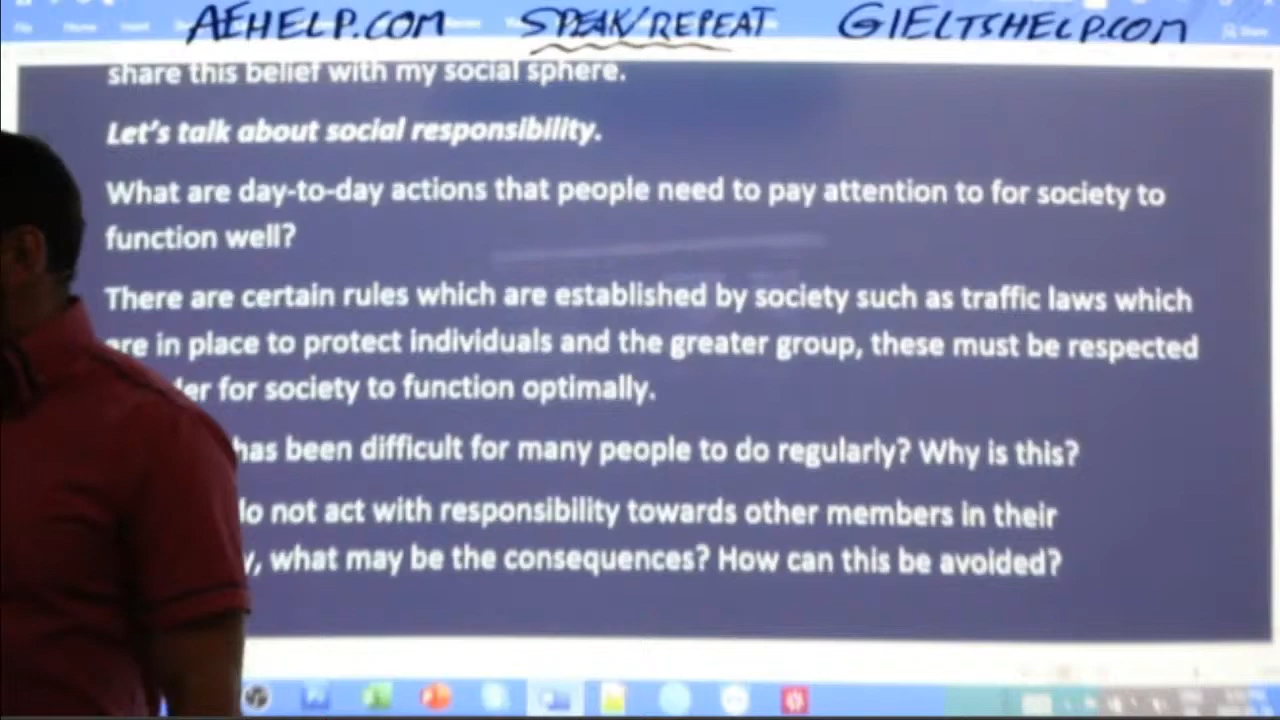 AEHELP.COM SPEAK/REPEAT GIELTSHELP.COM
share this belief with my social sphere.
Let's talk about social responsibility.
What are day-to-day actions that people need to pay attention to for society to
function well?
There are certain rules which are established by society such as traffic laws which
are in place to protect individuals and the greater group, these must be respected
for society to function optimally.
has been difficult for many people to do regularly? Why is this?
do not act with responsibility towards other members in their
what may be the consequences? How can this be avoided?